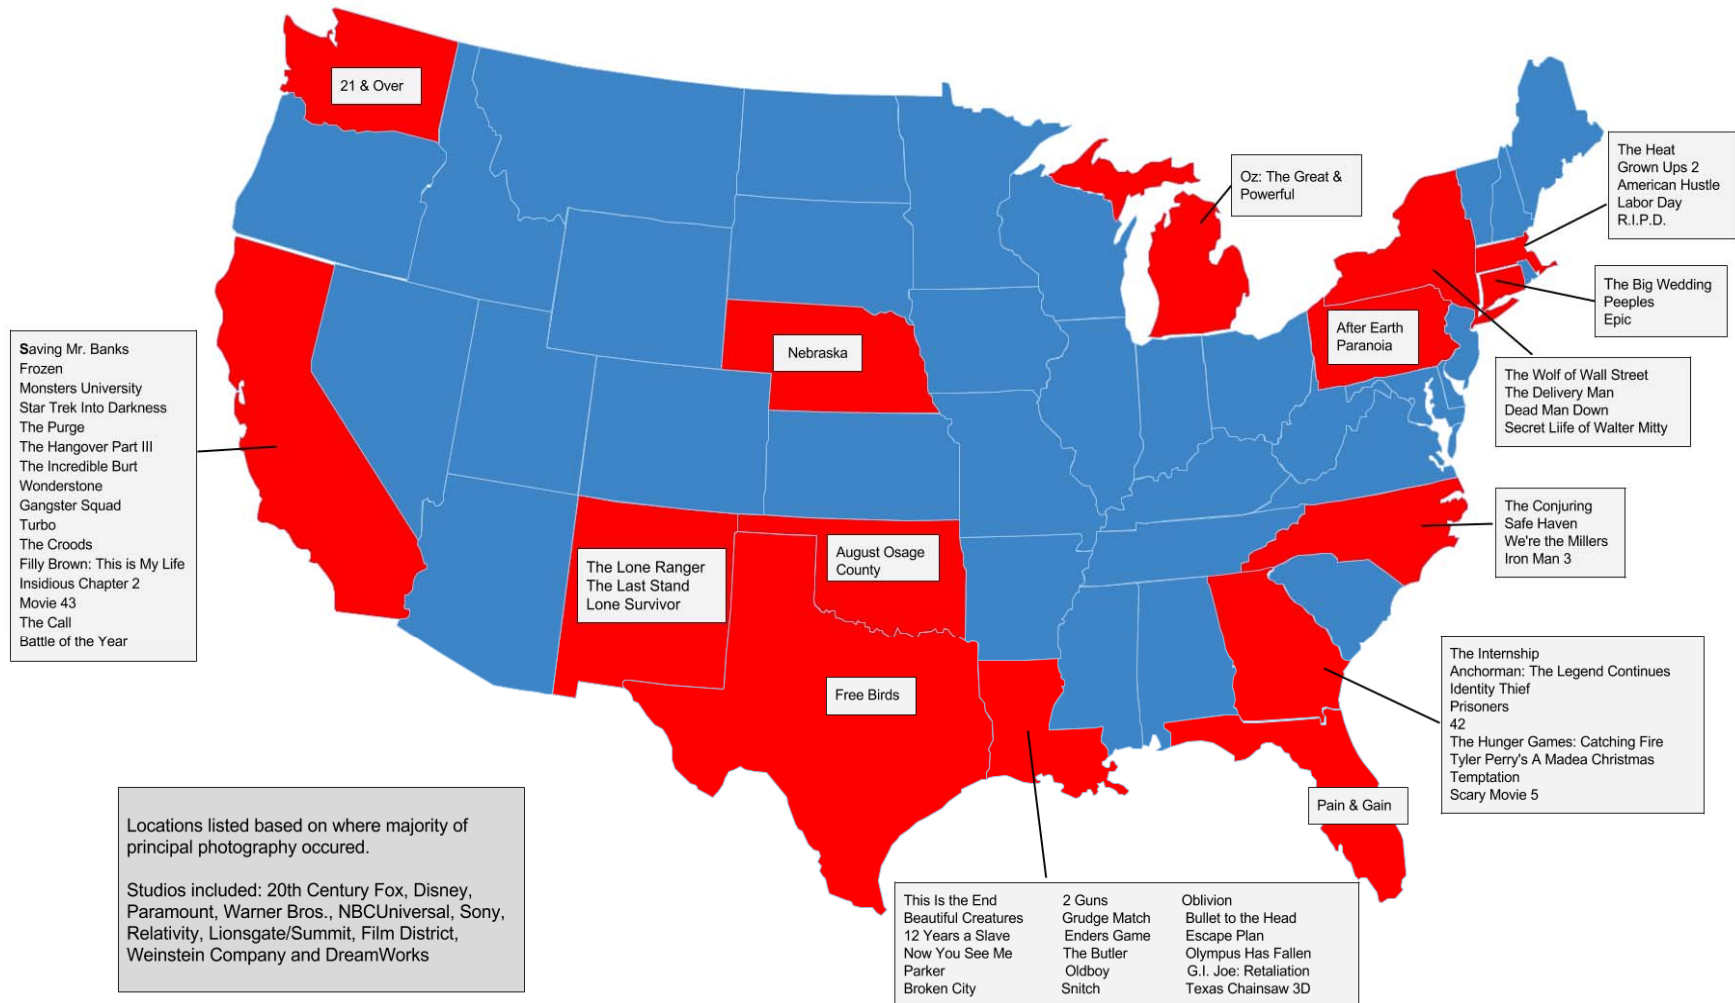 21 & Over
Oz: The Great &
Powerful
The Heat
Grown Ups 2
American Hustle
Labor Day
R.I.P.D.
The Big Wedding
Peeples
Epic
After Earth
Paranoia
Nebraska
Saving Mr. Banks
Frozen
Monsters University
Star Trek Into Darkness
The Purge
The Hangover Part III
The Incredible Burt
Wonderstone
Gangster Squad
Turbo
The Croods
Filly Brown: This is My Life
Insidious Chapter 2
Movie 43
The Call
Battle of the Year
The Wolf of Wall Street
The Delivery Man
Dead Man Down
Secret Liife of Walter Mitty
The Conjuring
Safe Haven
We're the Millers
Iron Man 3
The Lone Ranger
The Last Stand
Lone Survivor
August Osage
County
Free Birds
The Internship
Anchorman: The Legend Continues
Identity Thief
Prisoners
42
The Hunger Games: Catching Fire
Tyler Perry's A Madea Christmas
Temptation
Scary Movie 5
Pain & Gain
Locations listed based on where majority of
principal photography occured.
Studios included: 20th Century Fox, Disney,
Paramount, Warner Bros., NBCUniversal, Sony,
Relativity, Lionsgate/Summit, Film District,
Weinstein Company and DreamWorks
This Is the End 2 Guns Oblivion
Beautiful Creatures Grudge Match Bullet to the Head
12 Years a Slave Enders Game Escape Plan
Now You See Me The Butler Olympus Has Fallen
Parker Oldboy G.I. Joe: Retaliation
Broken City Snitch Texas Chainsaw 3D